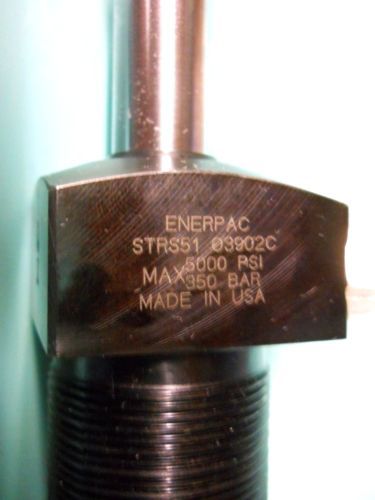 ENERPAC
STRS51 03902C
MAX 5000 PSI
350 BAR
MADE IN USA